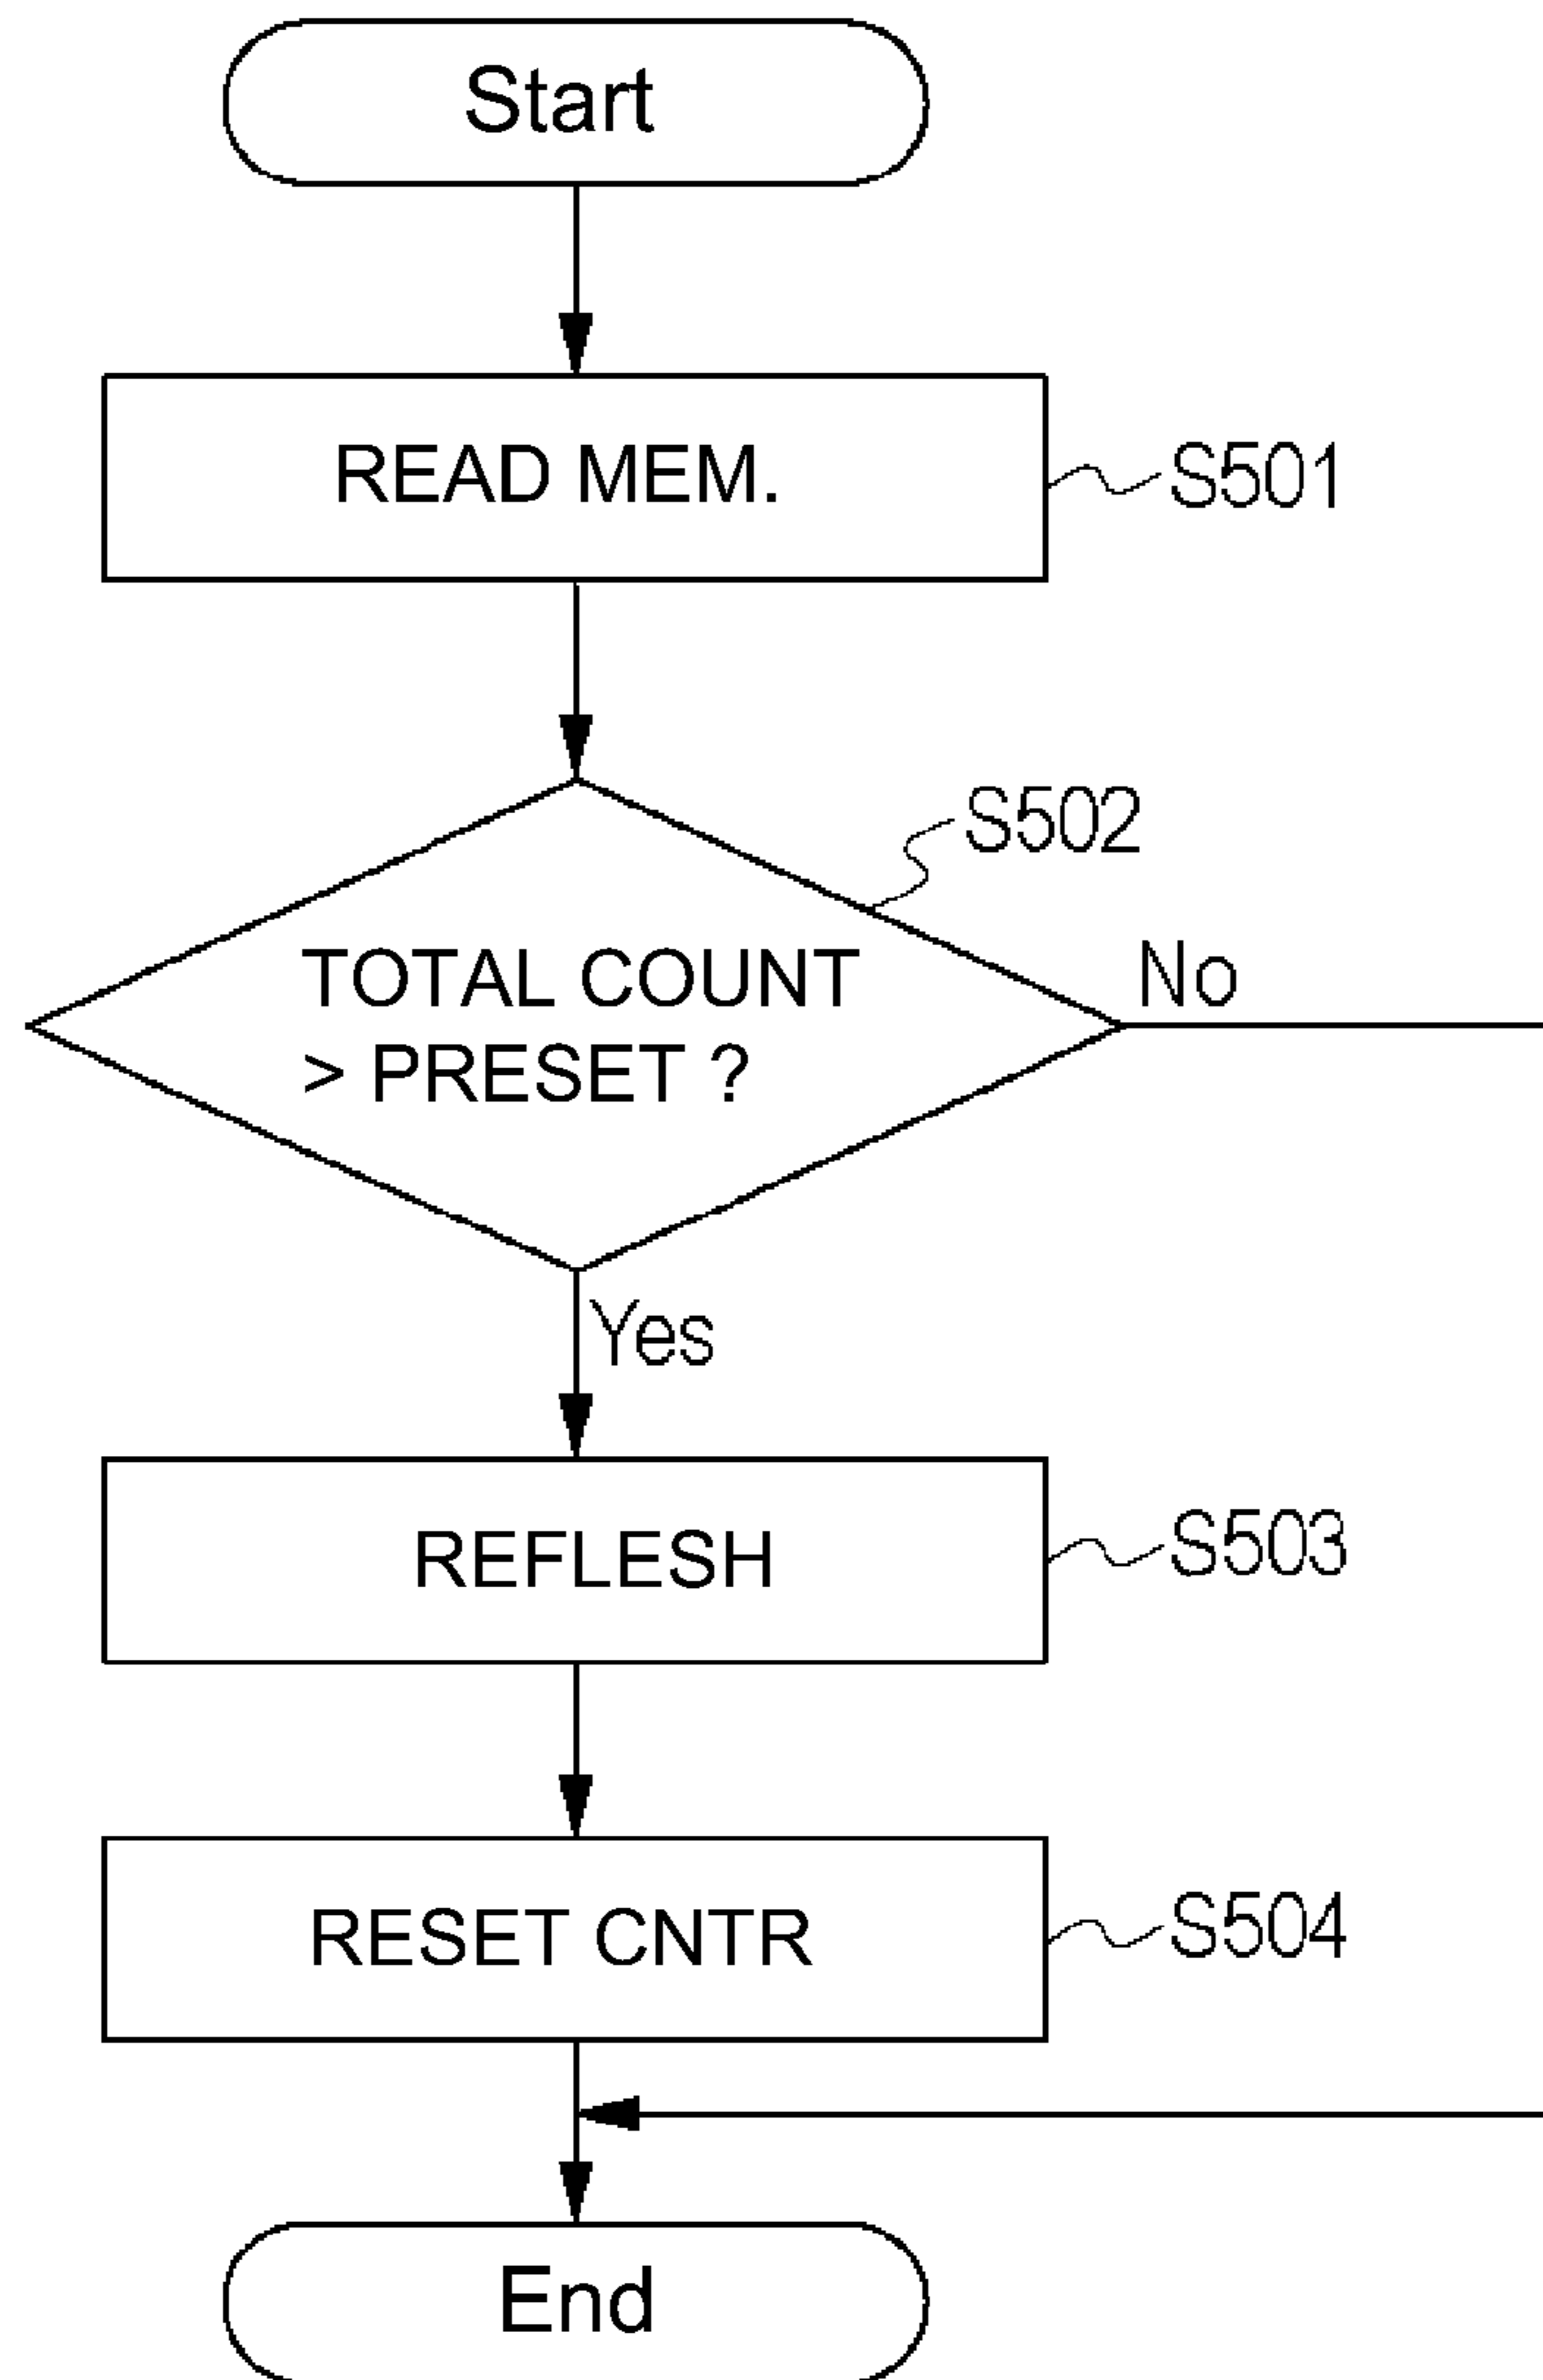 Start
READ MEM.
S501
S502
TOTAL COUNT
> PRESET ?
No
Yes
REFLESH
S503
RESET CNTR
S504
End